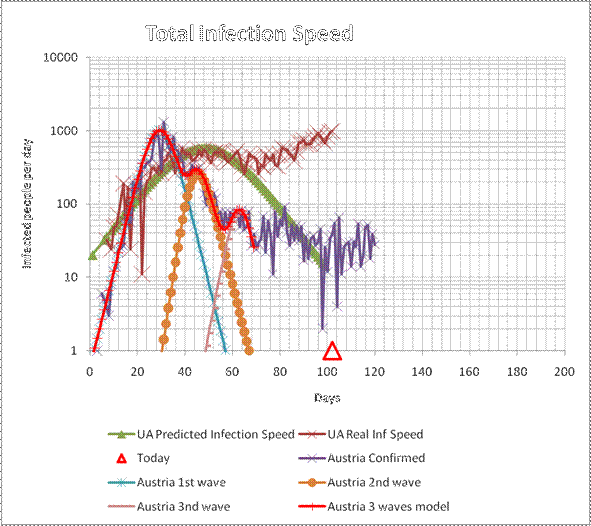 Total Infection Speed
Infected people per day
10000
1000
100
10
1
0 20 40 60 80 100 120 140 160 180 200
Days
UA Predicted Infection Speed UA Real Inf Speed
Today Austria Confirmed
Austria 1st wave Austria 2nd wave
Austria 3nd wave Austria 3 waves model